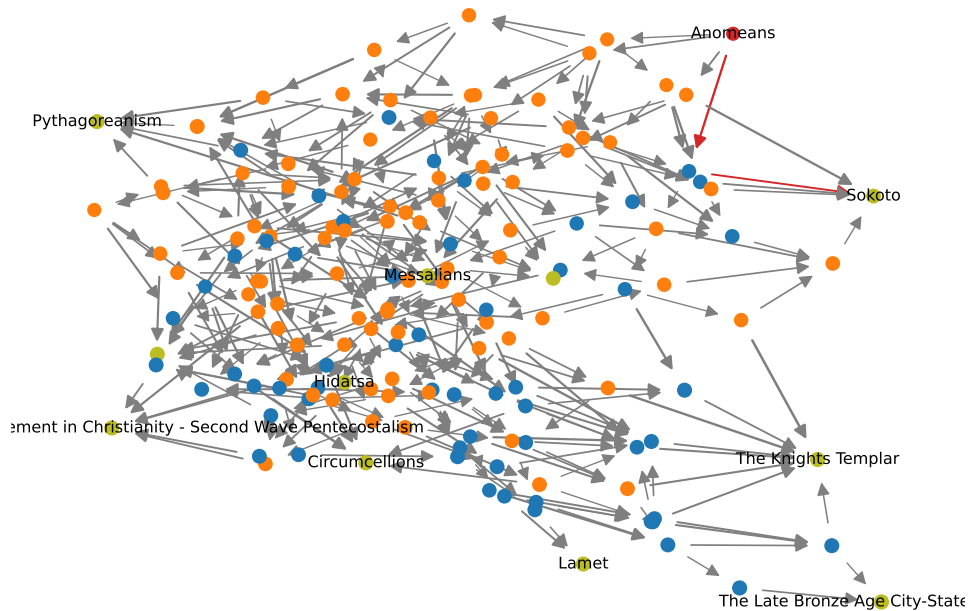 Anomeans
Pythagoreanism
Sokoto
Messalians
Hidatsa
ement in Christianity - Second Wave Pentecostalism
Circumcellions
The Knights Templar
Lamet
The Late Bronze Age City-State